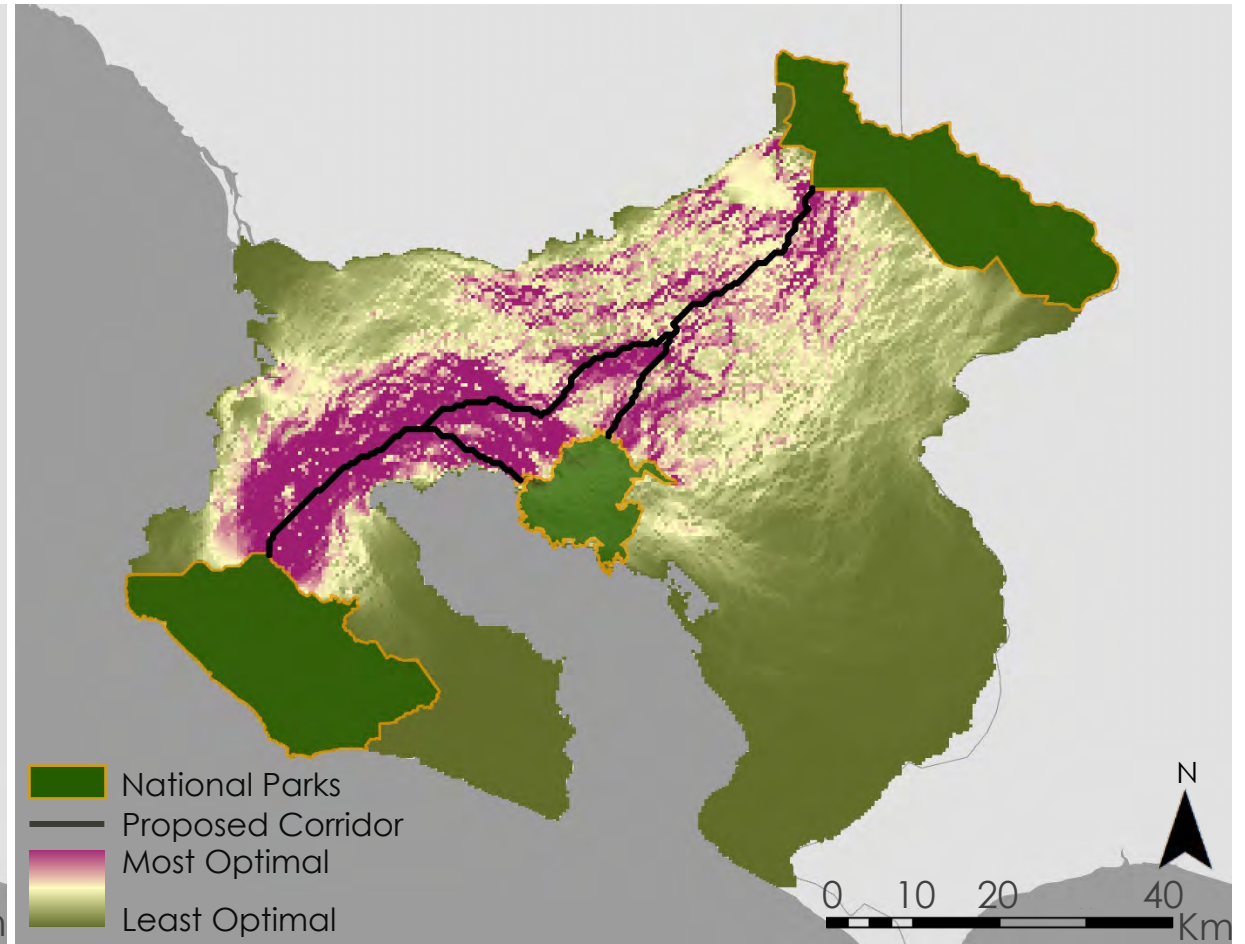 National Parks
Proposed Corridor
Most Optimal
Least Optimal
N
0 10 20 40
Km